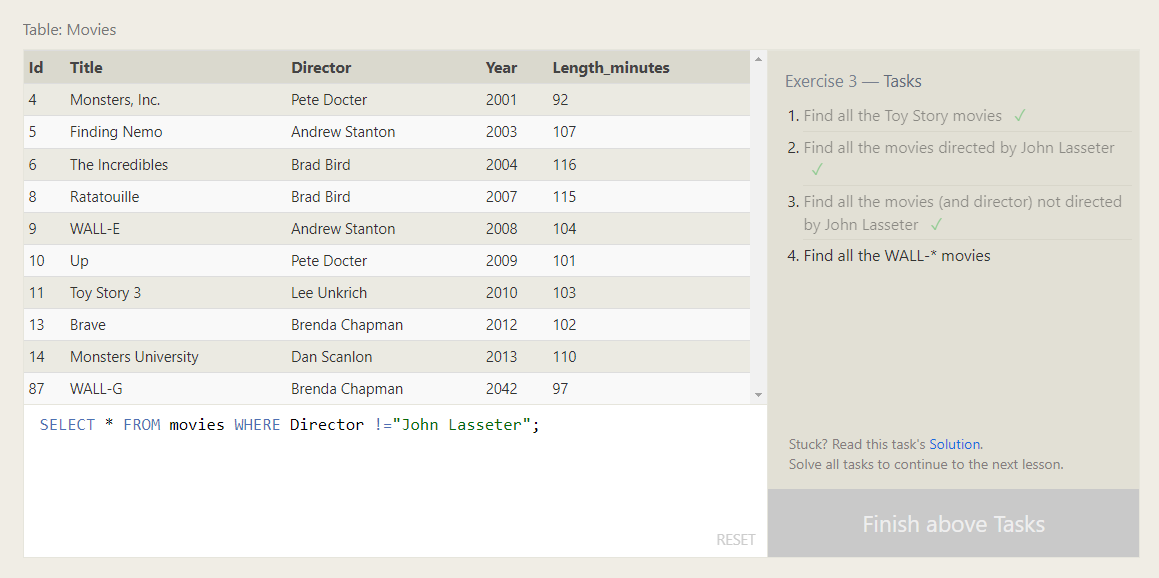 Table: Movies
Id Title Director Year Length_minutes
4 Monsters, Inc. Pete Docter 2001 92
5 Finding Nemo Andrew Stanton 2003 107
6 The Incredibles Brad Bird 2004 116
8 Ratatouille Brad Bird 2007 115
9 WALL-E Andrew Stanton 2008 104
10 Up Pete Docter 2009 101
11 Toy Story 3 Lee Unkrich 2010 103
13 Brave Brenda Chapman 2012 102
14 Monsters University Dan Scanlon 2013 110
87 WALL-G Brenda Chapman 2042 97
SELECT * FROM movies WHERE Director !="John Lasseter";
RESET
Exercise 3 — Tasks
1. Find all the Toy Story movies ✓
2. Find all the movies directed by John Lasseter
✓
3. Find all the movies (and director) not directed
by John Lasseter ✓
4. Find all the WALL-* movies
Stuck? Read this task's Solution.
Solve all tasks to continue to the next lesson.
Finish above Tasks